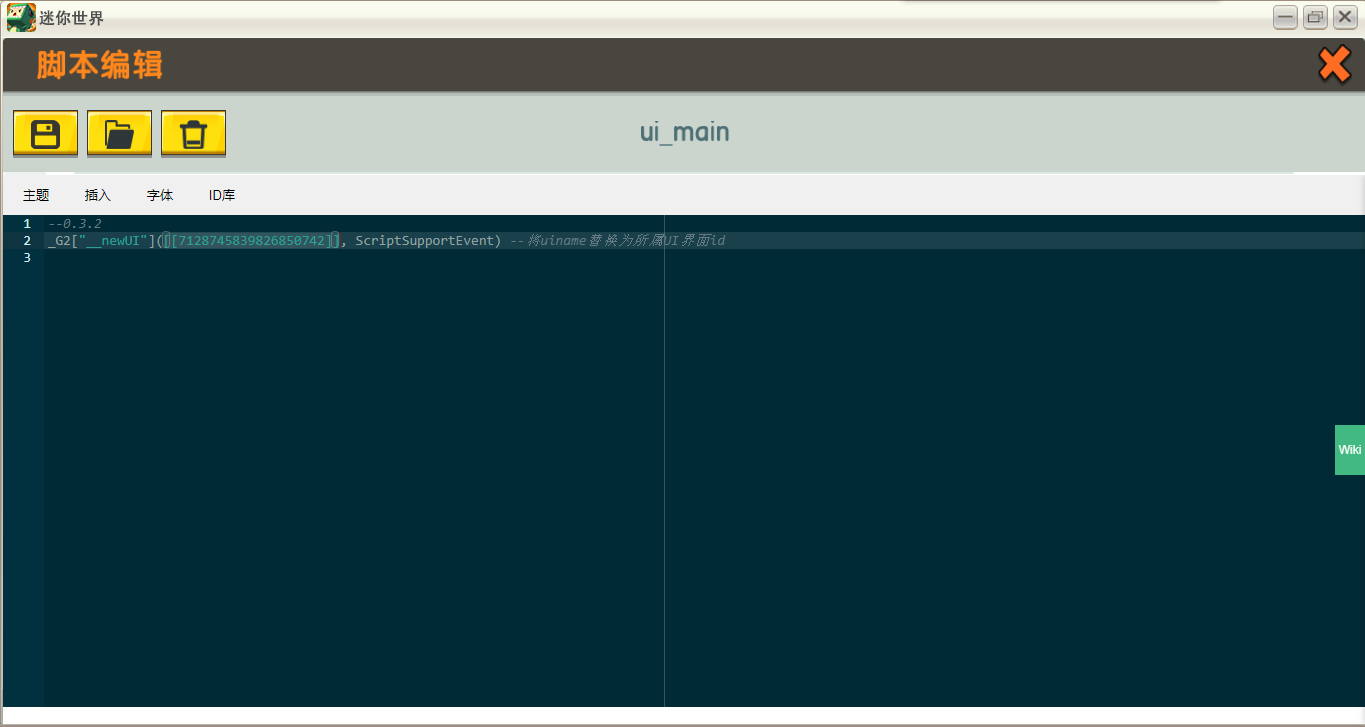 迷你世界
脚本编辑
ui_main
主题 插入 字体 ID库
1 --0.3.2
2 _G2["__newUI"]([[7128745839826850742]], ScriptSupportEvent) --将uiname替换为所属UI界面id
3
Wiki